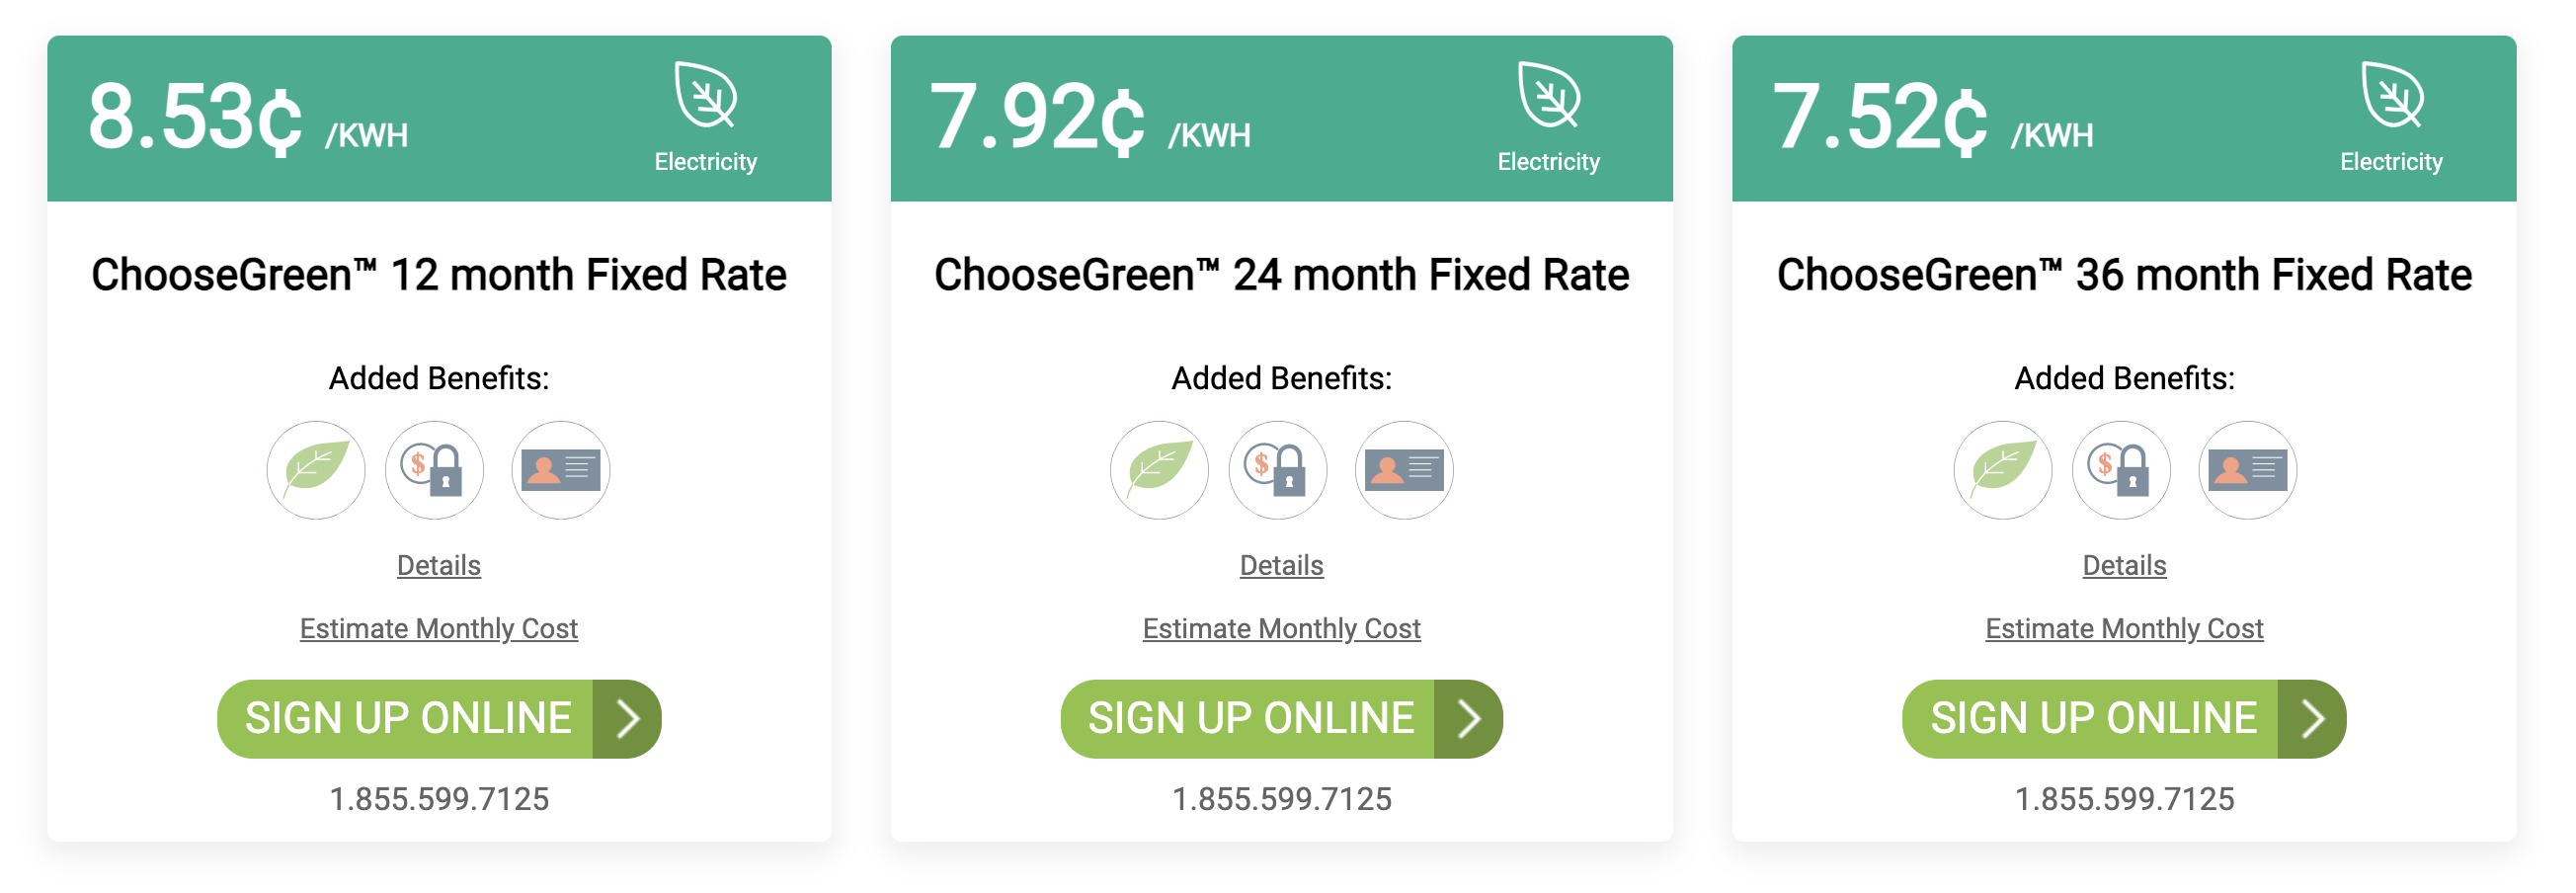 8.53¢ /KWH
Electricity
ChooseGreen™ 12 month Fixed Rate
Added Benefits:
$
Details
Estimate Monthly Cost
SIGN UP ONLINE
1.855.599.7125
7.92¢ /KWH
Electricity
ChooseGreen™ 24 month Fixed Rate
Added Benefits:
$
Details
Estimate Monthly Cost
SIGN UP ONLINE
1.855.599.7125
7.52¢ /KWH
Electricity
ChooseGreen™ 36 month Fixed Rate
Added Benefits:
$
Details
Estimate Monthly Cost
SIGN UP ONLINE
1.855.599.7125